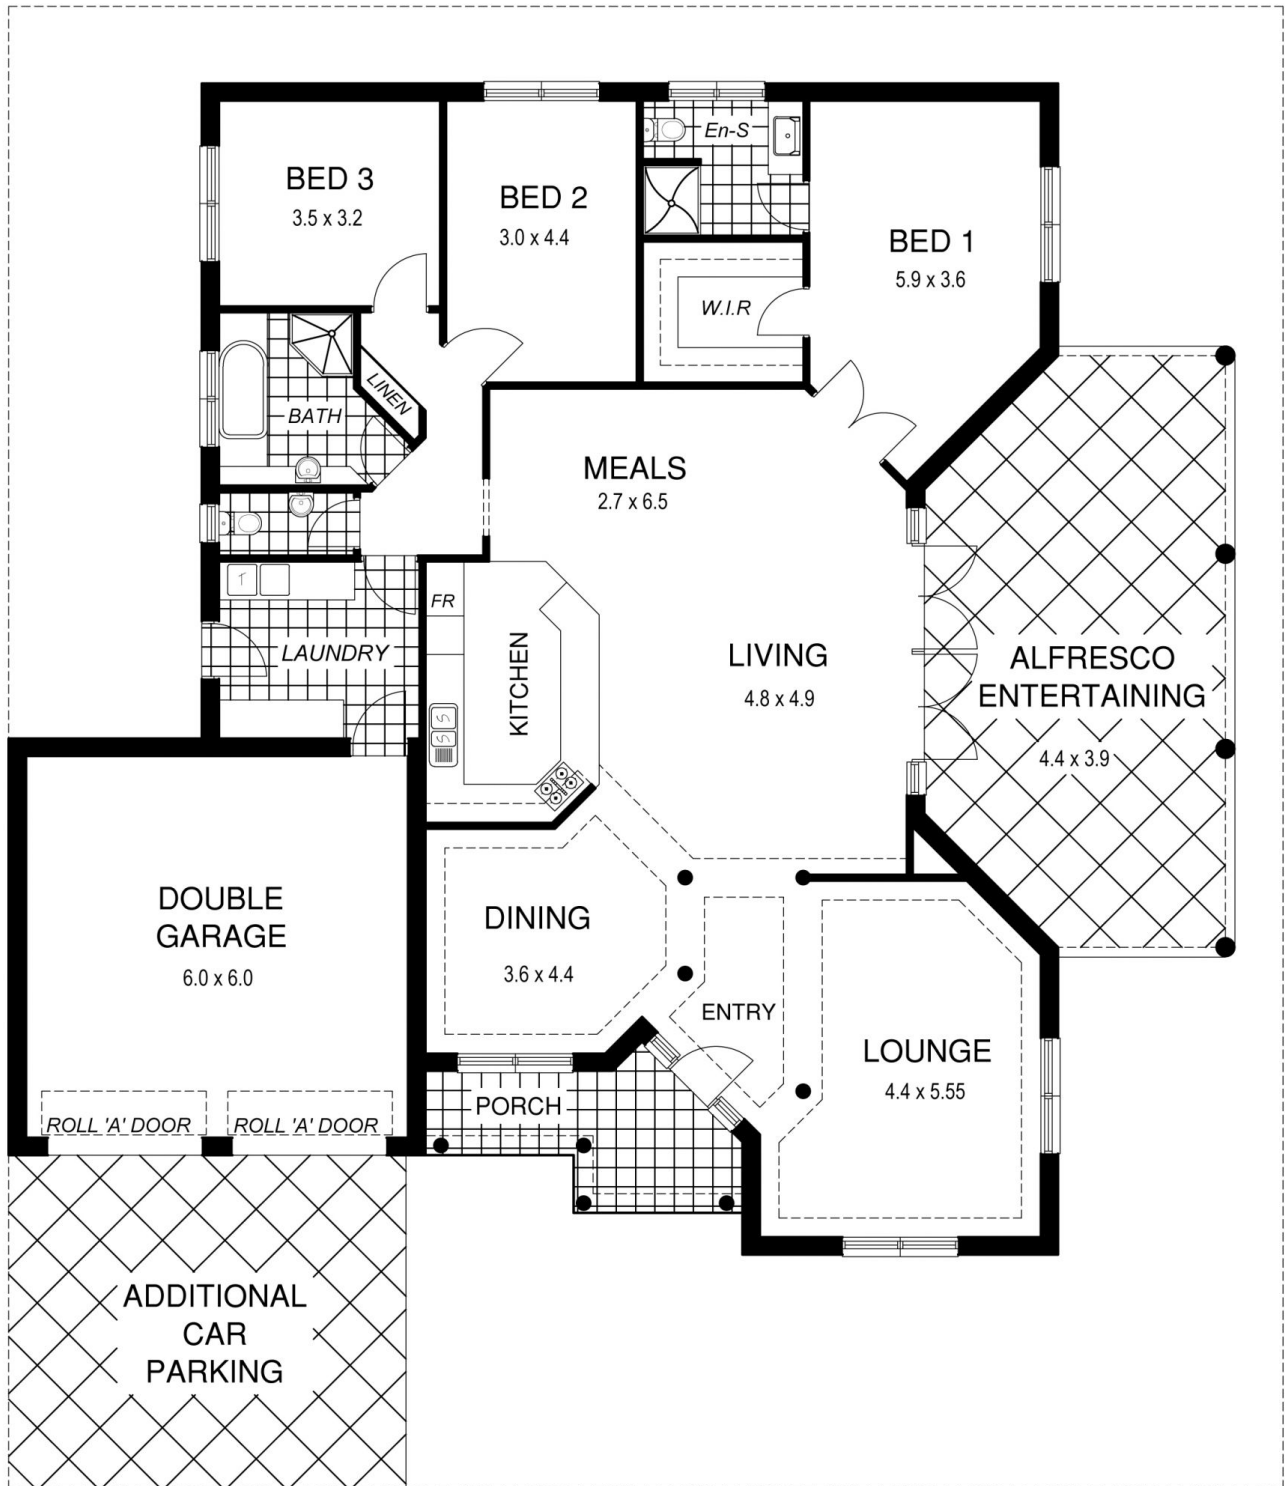 En-S
BED 3
3.5 x 3.2
BED 2
3.0 x 4.4
BED 1
5.9 x 3.6
W.I.R
LINEN
BATH
MEALS
2.7 x 6.5
FR
LAUNDRY
KITCHEN
LIVING
4.8 x 4.9
ALFRESCO
ENTERTAINING
4.4 x 3.9
DOUBLE
GARAGE
6.0 x 6.0
DINING
3.6 x 4.4
ENTRY
LOUNGE
4.4 x 5.55
PORCH
ROLL 'A' DOOR
ROLL 'A' DOOR
ADDITIONAL
CAR
PARKING